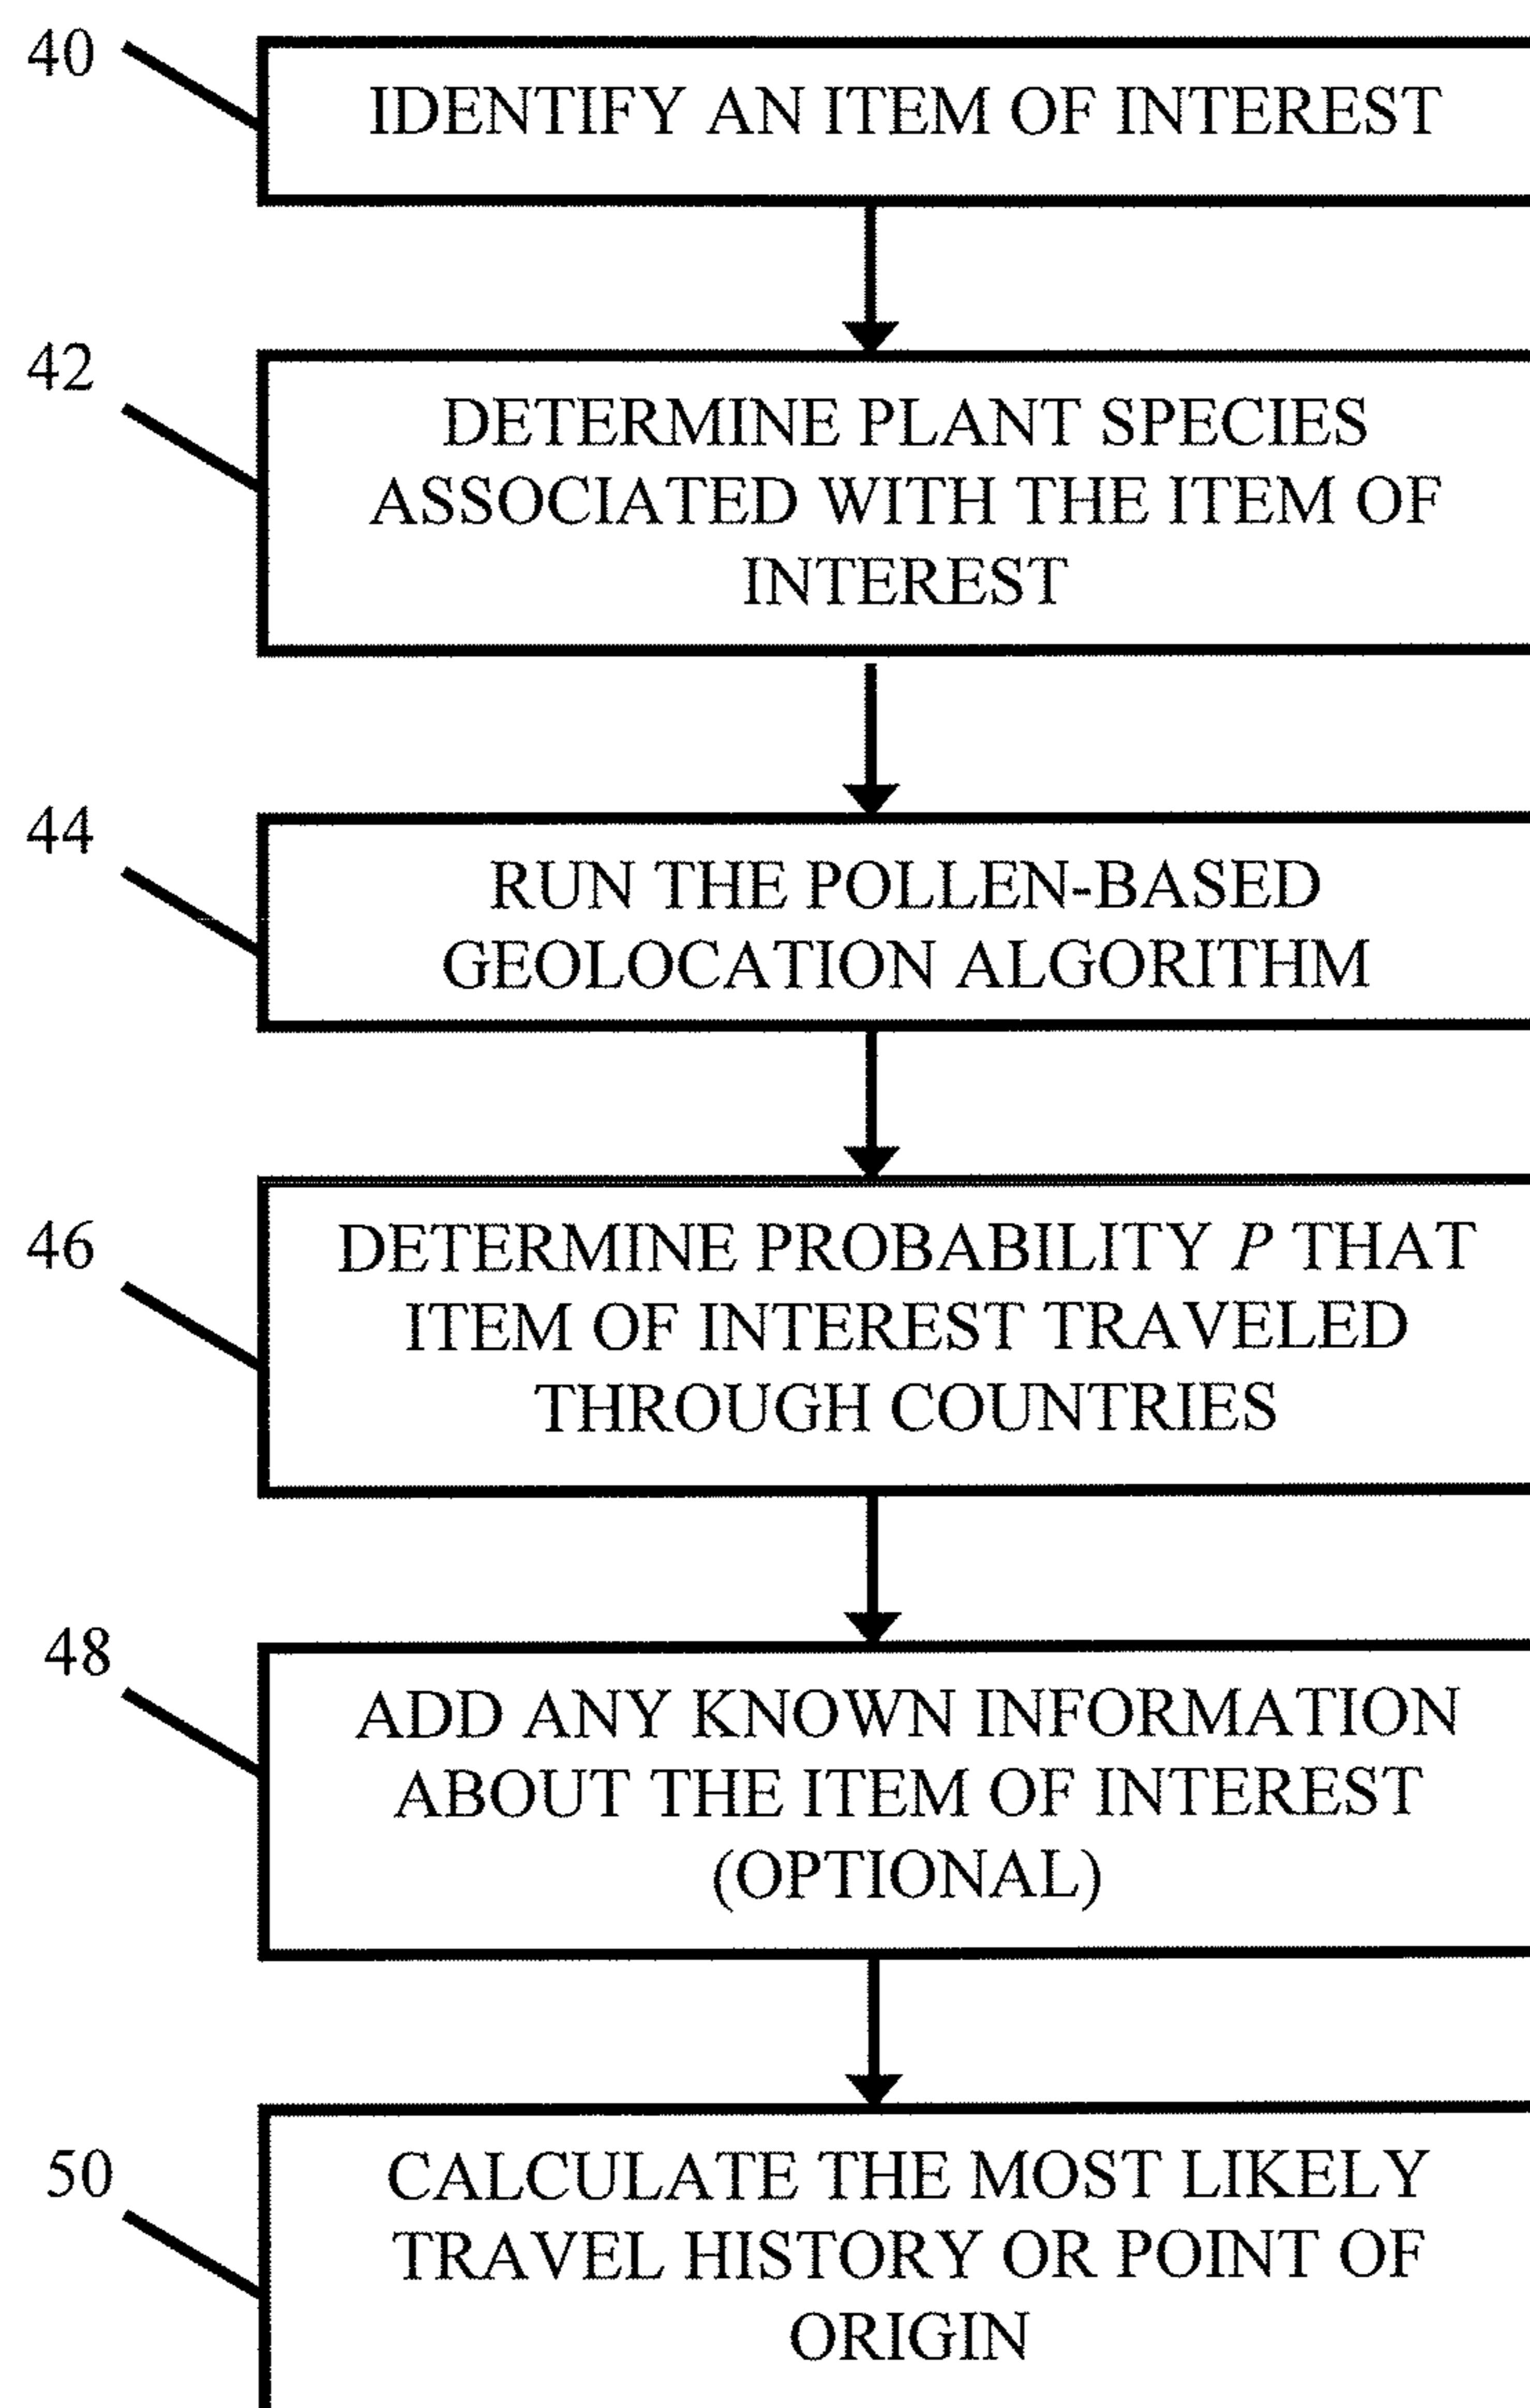 40
IDENTIFY AN ITEM OF INTEREST
42
DETERMINE PLANT SPECIES
ASSOCIATED WITH THE ITEM OF
INTEREST
44
RUN THE POLLEN-BASED
GEOLOCATION ALGORITHM
46
DETERMINE PROBABILITY P THAT
ITEM OF INTEREST TRAVELED
THROUGH COUNTRIES
48
ADD ANY KNOWN INFORMATION
ABOUT THE ITEM OF INTEREST
(OPTIONAL)
50
CALCULATE THE MOST LIKELY
TRAVEL HISTORY OR POINT OF
ORIGIN